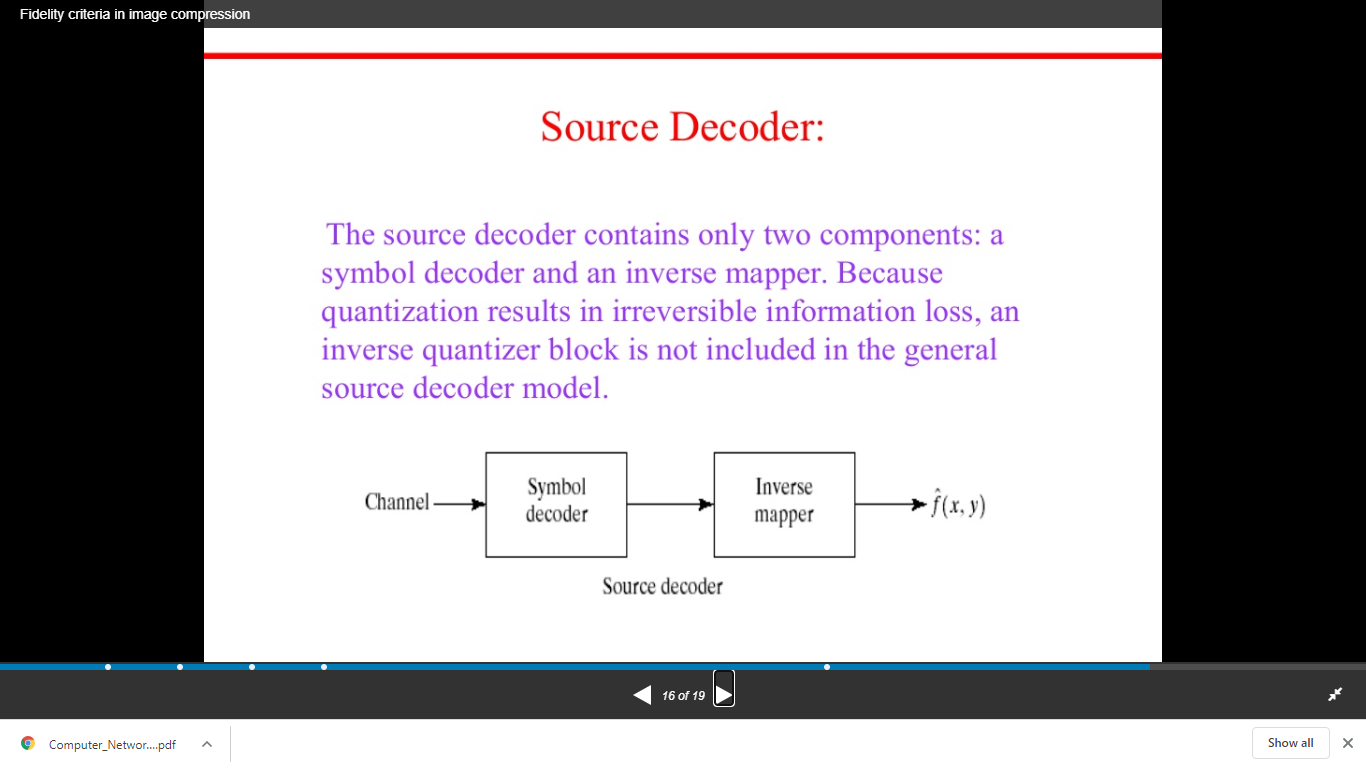 Fidelity criteria in image compression
Source Decoder:
The source decoder contains only two components: a
symbol decoder and an inverse mapper. Because
quantization results in irreversible information loss, an
inverse quantizer block is not included in the general
source decoder model.
Channel
Symbol
decoder
Inverse
mapper
f̂(x, y)
Source decoder
16 of 19
Computer_Networ....pdf
Show all